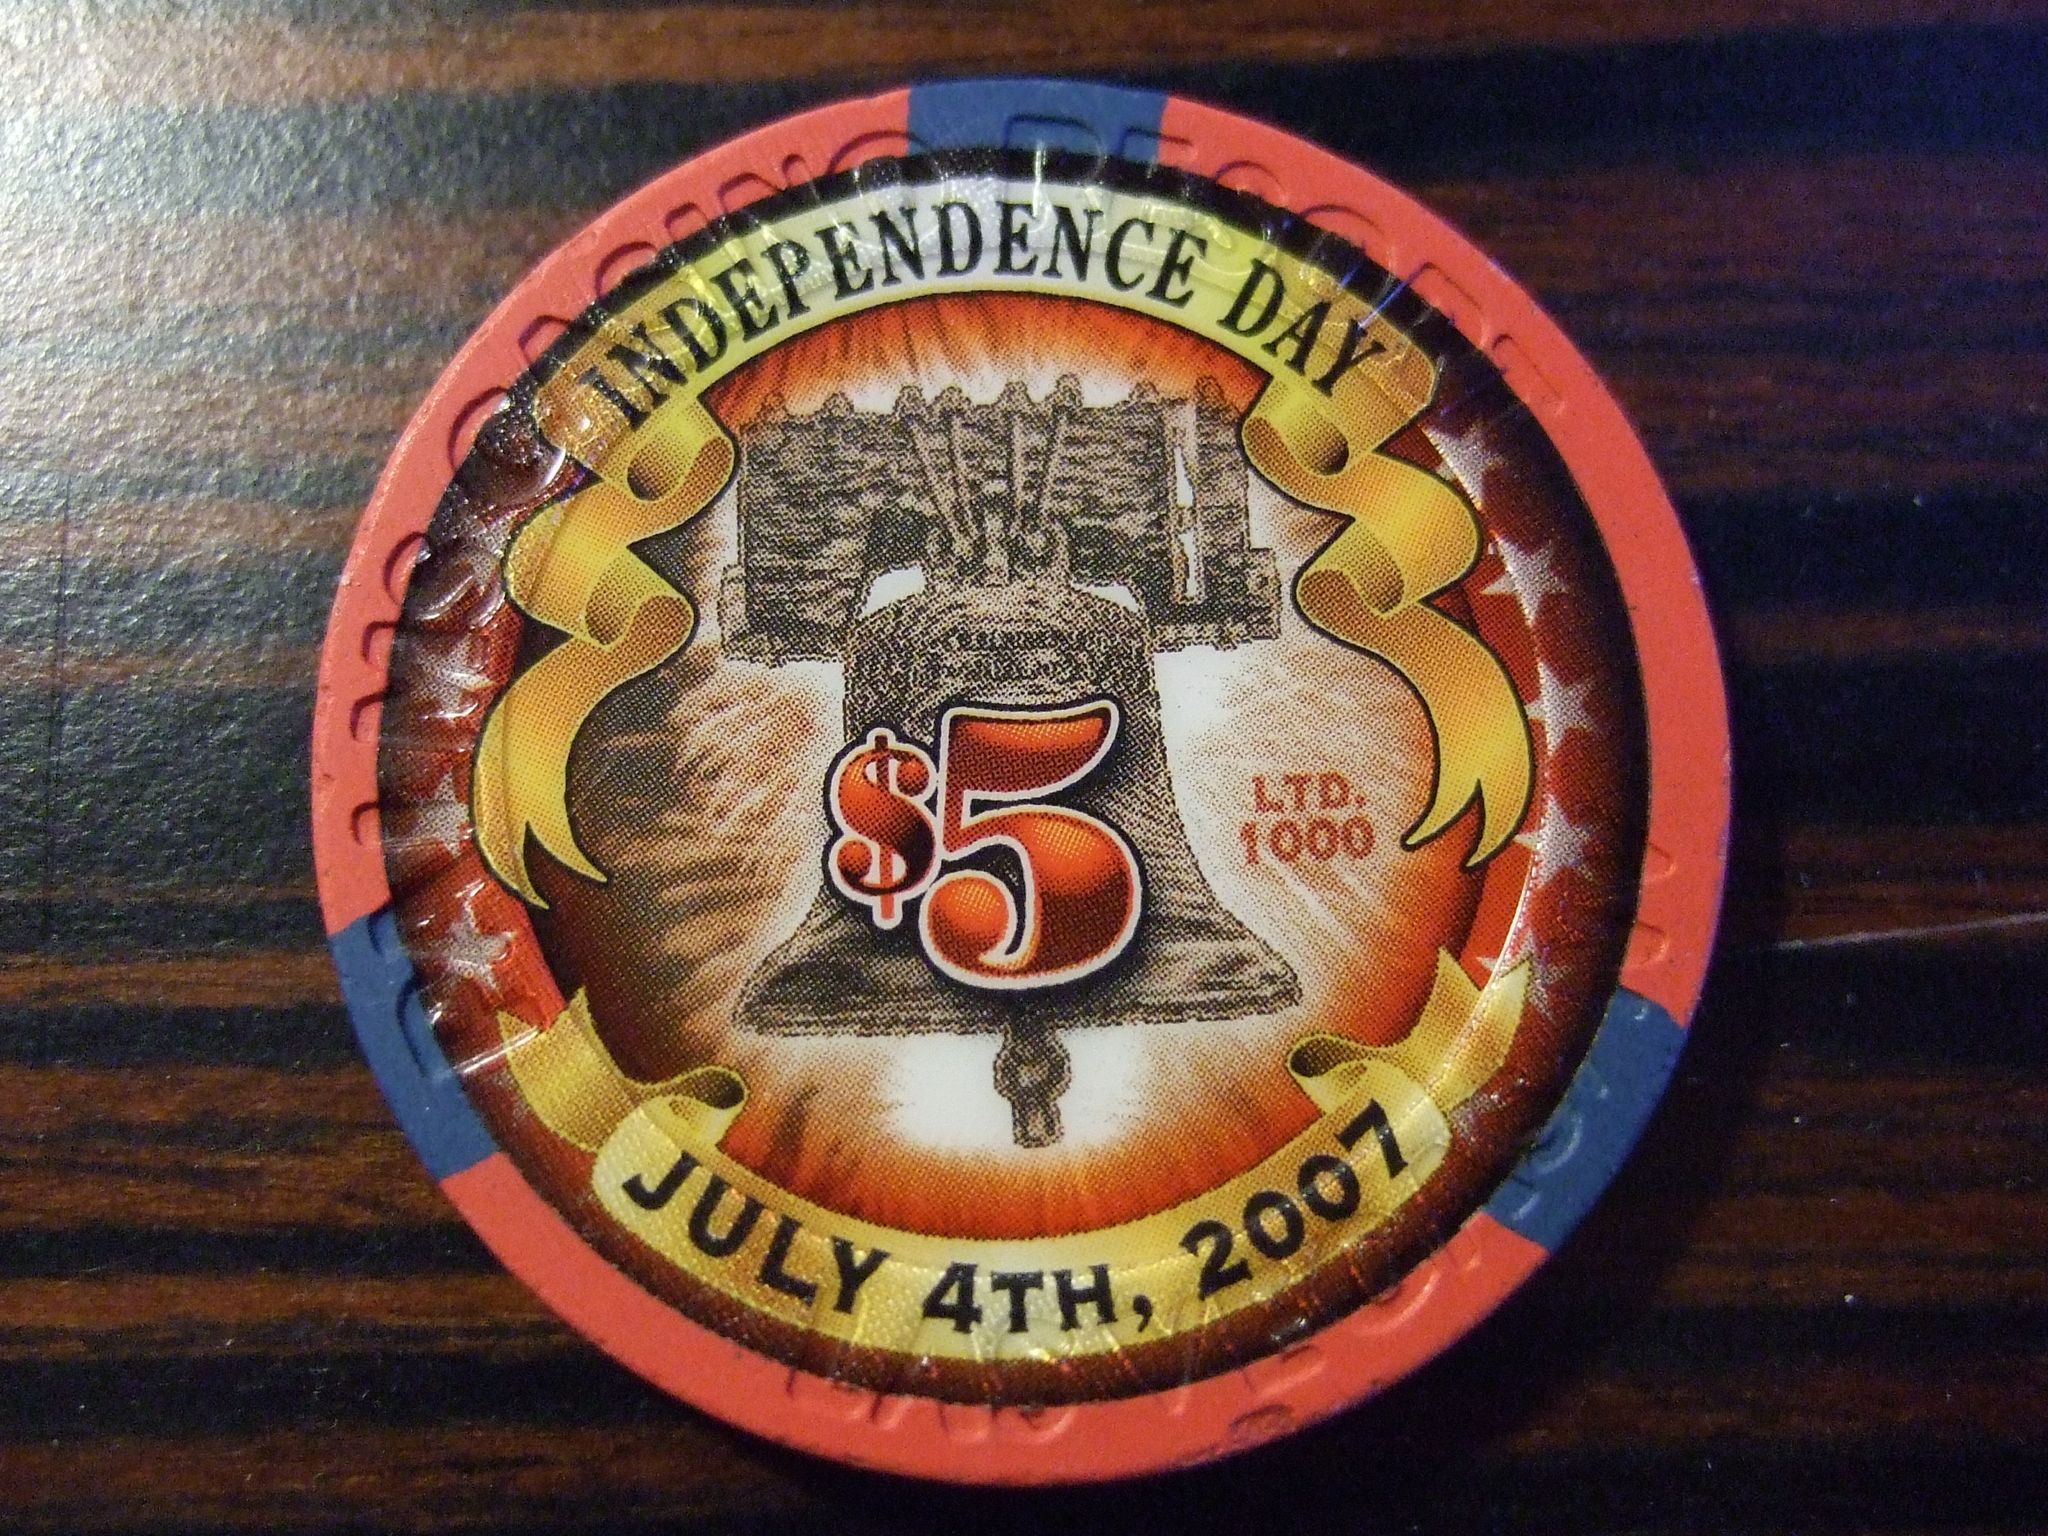 INDEPENDENCE DAY
$5
LTD.
1000
JULY 4TH, 2007